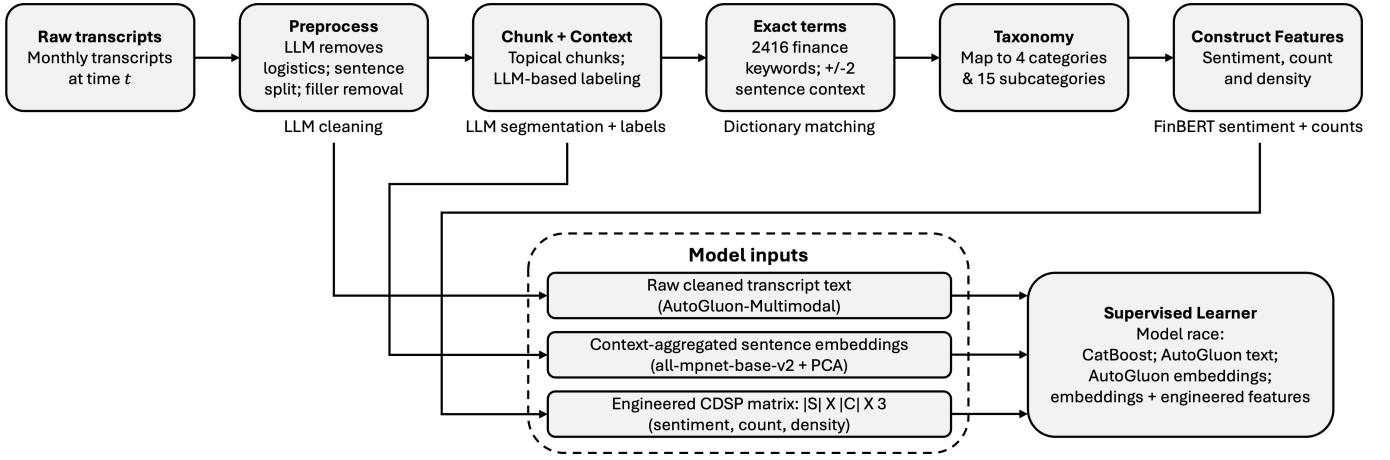 Raw transcripts
Monthly transcripts
at time t
Preprocess
LLM removes
logistics; sentence
split; filler removal
Chunk + Context
Topical chunks;
LLM-based labeling
Exact terms
2416 finance
keywords; +/-2
sentence context
Taxonomy
Map to 4 categories
& 15 subcategories
Construct Features
Sentiment, count
and density
LLM cleaning
LLM segmentation + labels
Dictionary matching
FinBERT sentiment + counts
Model inputs
Raw cleaned transcript text
(AutoGluon-Multimodal)
Context-aggregated sentence embeddings
(all-mpnet-base-v2 + PCA)
Engineered CDSP matrix: |S| X |C| X 3
(sentiment, count, density)
Supervised Learner
Model race:
CatBoost; AutoGluon text;
AutoGluon embeddings;
embeddings + engineered features